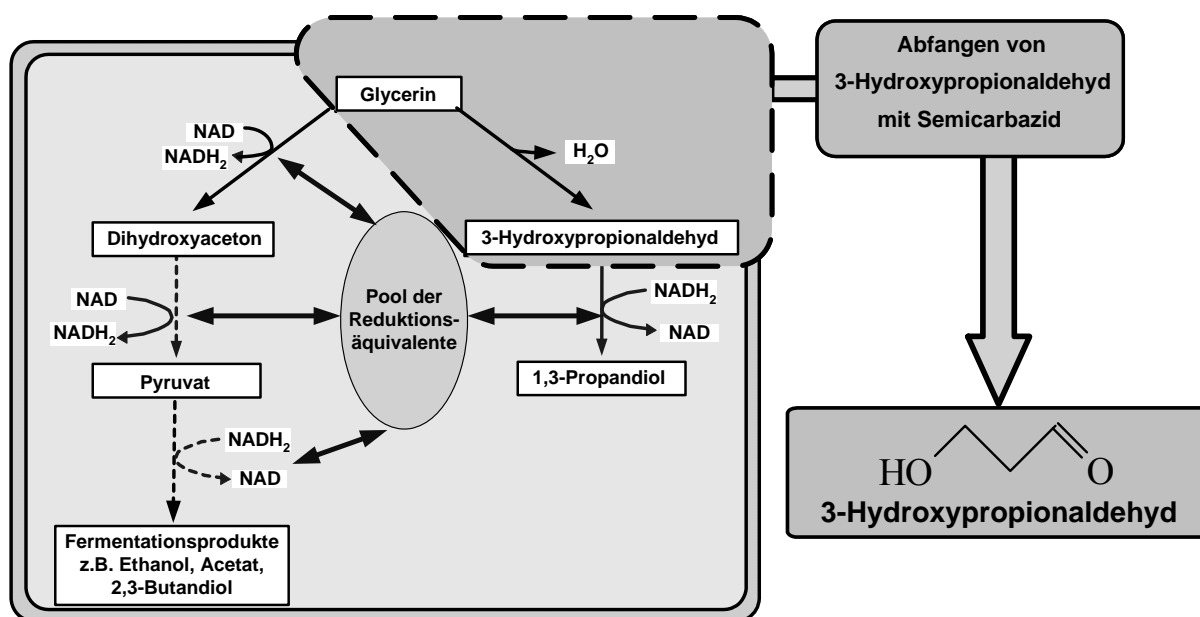 Glycerin
NAD
NADH₂
H₂O
Dihydroxyaceton
3-Hydroxypropionaldehyd
NAD
NADH₂
Pool der
Reduktions-
äquivalente
NADH₂
NAD
Pyruvat
1,3-Propandiol
NADH₂
NAD
Fermentationsprodukte
z.B. Ethanol, Acetat,
2,3-Butandiol
Abfangen von
3-Hydroxypropionaldehyd
mit Semicarbazid
HO
O
3-Hydroxypropionaldehyd